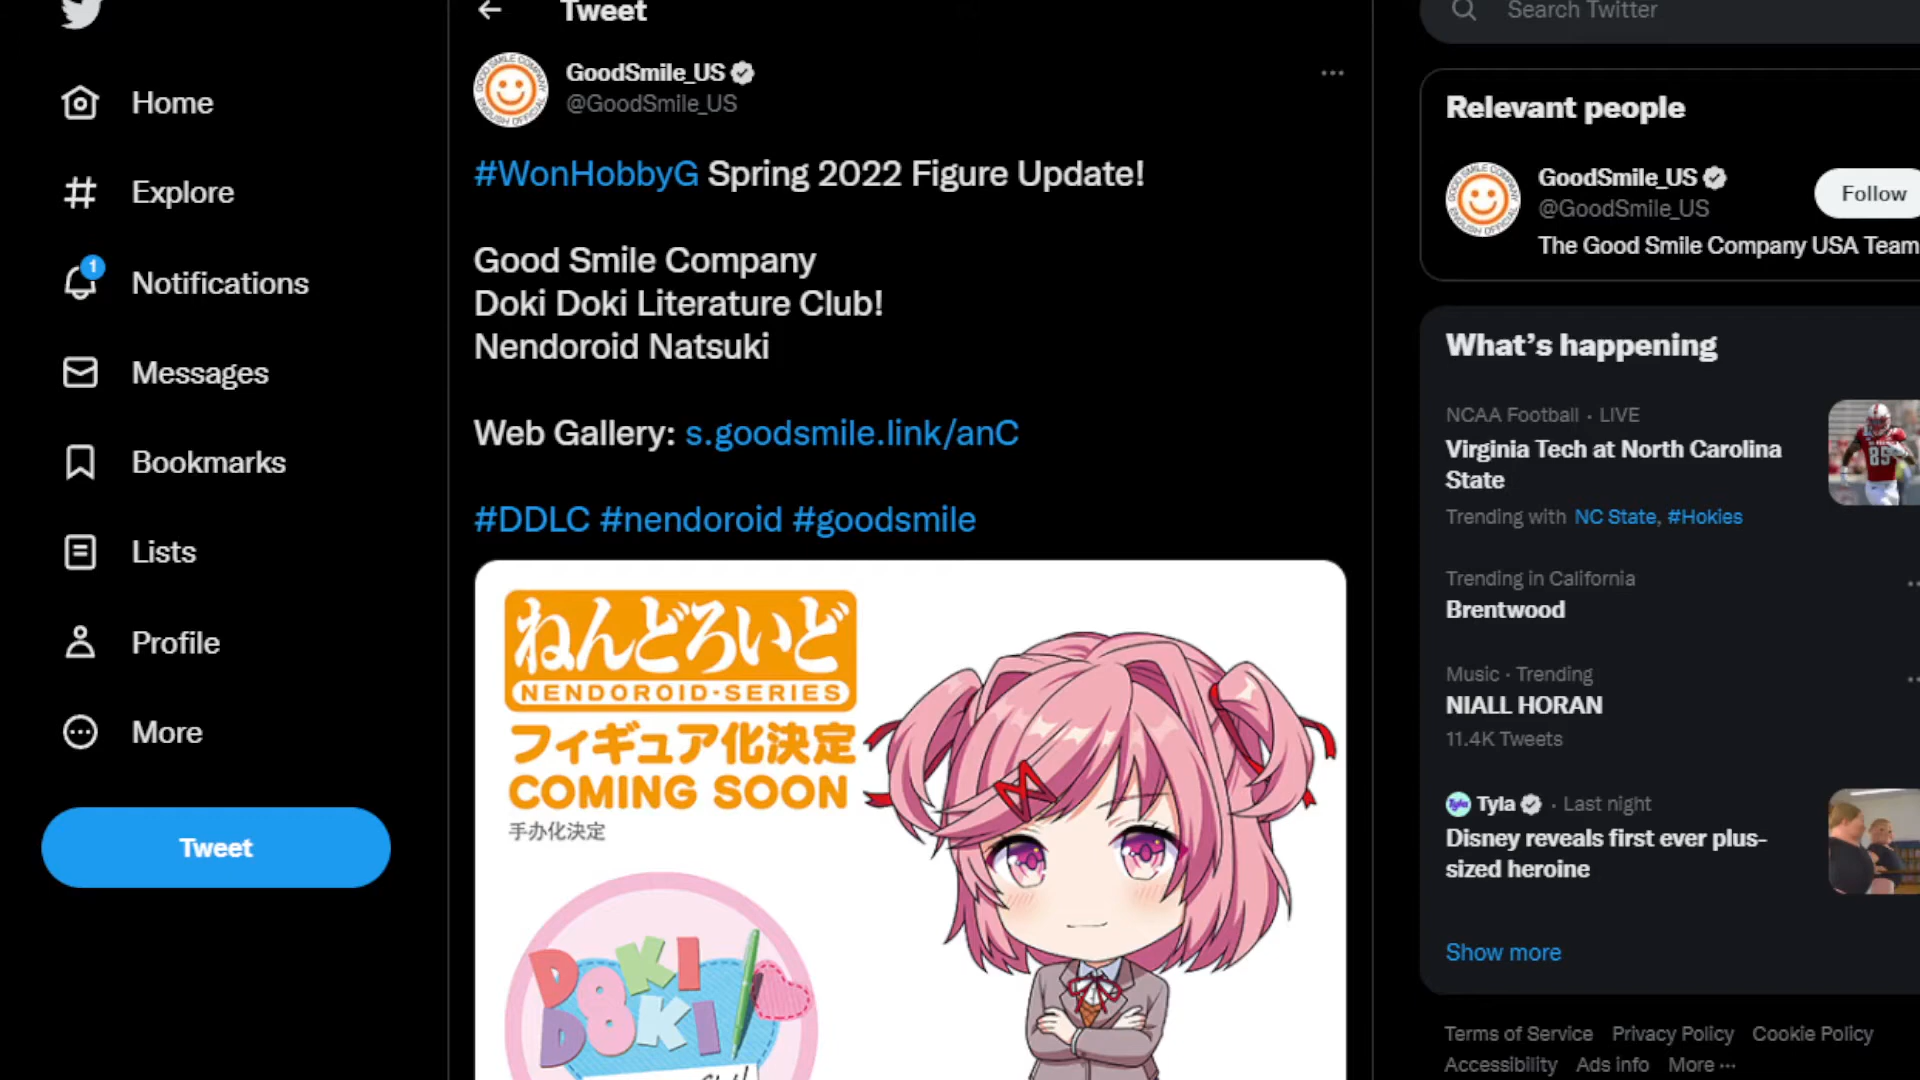 Home
Explore
1
Notifications
Messages
Bookmarks
Lists
Profile
More
Tweet
Tweet
GoodSmile_US
@GoodSmile_US
#WonHobbyG Spring 2022 Figure Update!
Good Smile Company
Doki Doki Literature Club!
Nendoroid Natsuki
Web Gallery: s.goodsmile.link/anC
#DDLC #nendoroid #goodsmile
ねんどろいど
NENDOROID-SERIES
フィギュア化決定
COMING SOON
手办化決定
DOKI
DOKI
Search Twitter
Relevant people
GoodSmile_US
@GoodSmile_US
Follow
The Good Smile Company USA Team
What's happening
NCAA Football · LIVE
Virginia Tech at North Carolina
State
Trending with NC State, #Hokies
Trending in California
Brentwood
Music · Trending
NIALL HORAN
11.4K Tweets
Tyla · Last night
Disney reveals first ever plus-
sized heroine
Show more
Terms of Service Privacy Policy Cookie Policy
Accessibility Ads info More ···